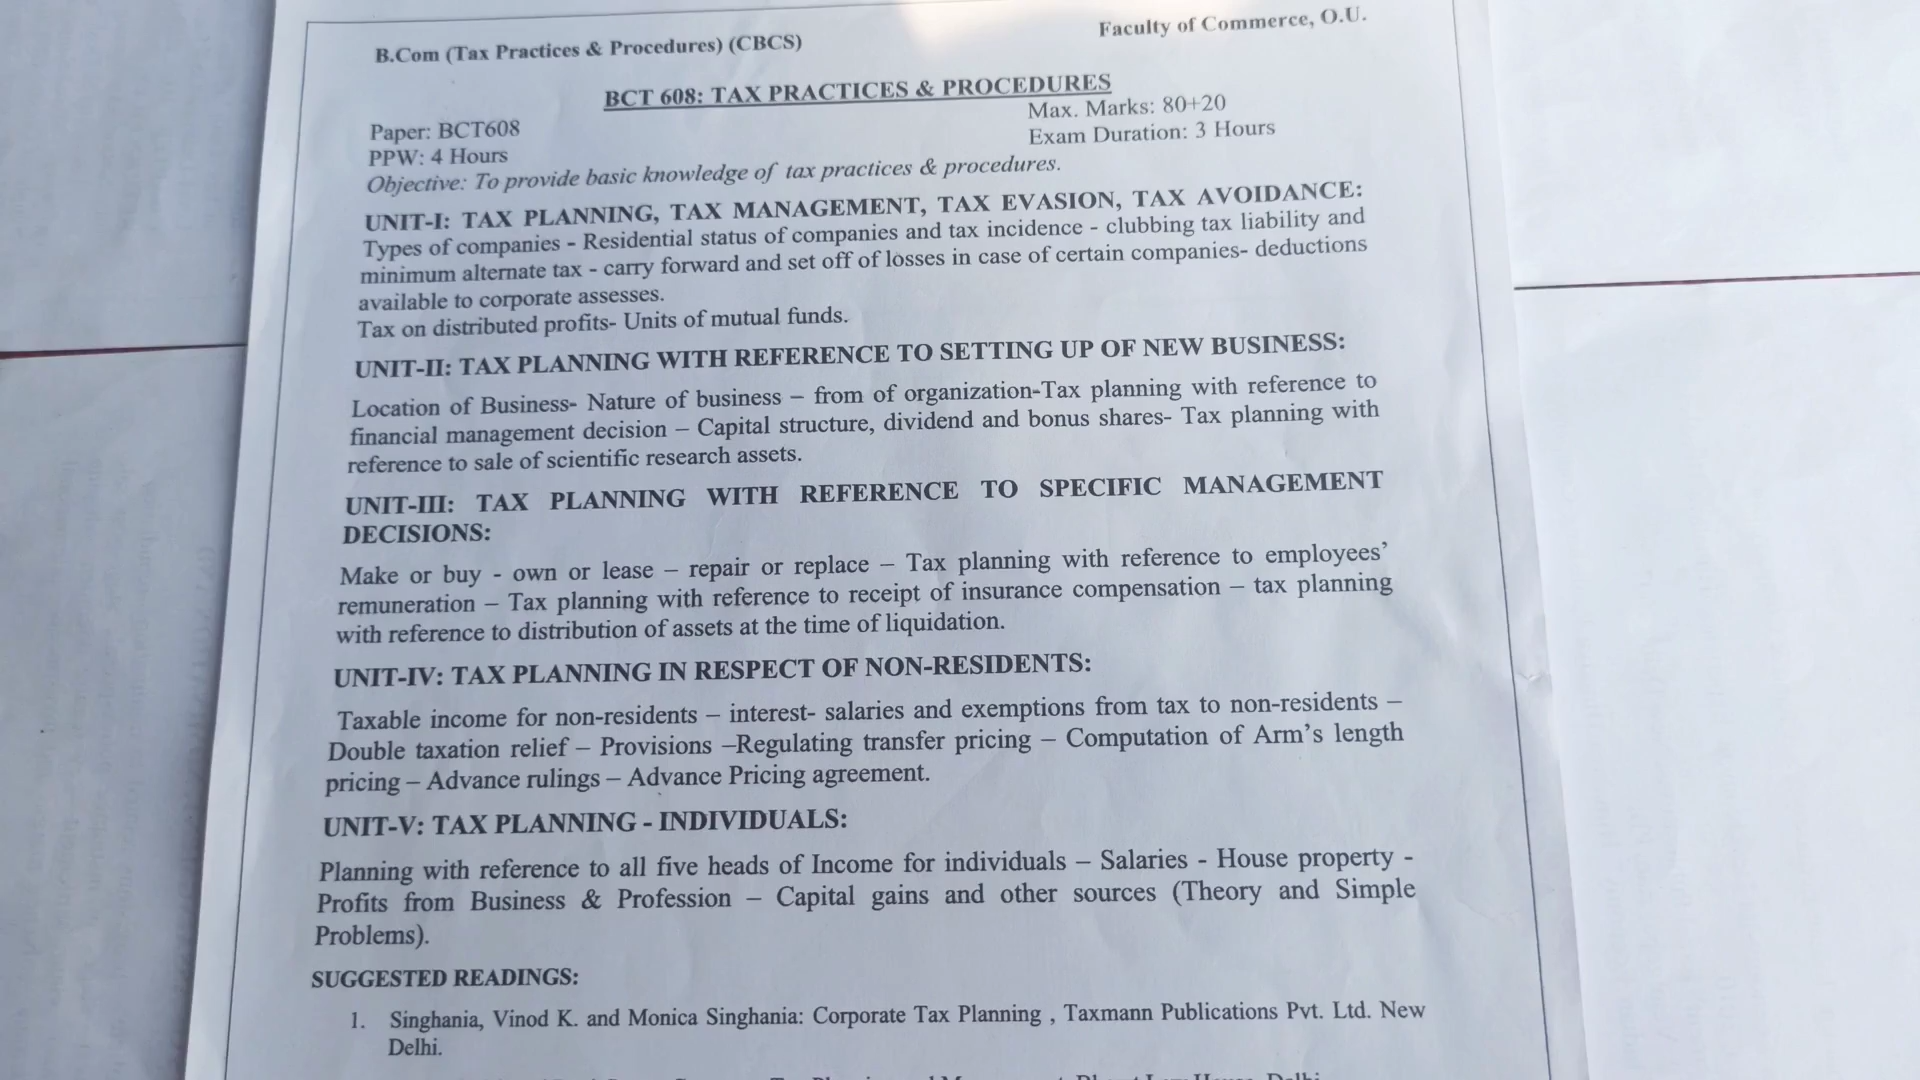 B.Com (Tax Practices & Procedures) (CBCS)
Faculty of Commerce, O.U.
BCT 608: TAX PRACTICES & PROCEDURES
Paper: BCT608
Max. Marks: 80+20
PPW: 4 Hours
Exam Duration: 3 Hours
Objective: To provide basic knowledge of tax practices & procedures.
UNIT-I: TAX PLANNING, TAX MANAGEMENT, TAX EVASION, TAX AVOIDANCE:
Types of companies - Residential status of companies and tax incidence - clubbing tax liability and
minimum alternate tax - carry forward and set off of losses in case of certain companies- deductions
available to corporate assesses.
Tax on distributed profits- Units of mutual funds.
UNIT-II: TAX PLANNING WITH REFERENCE TO SETTING UP OF NEW BUSINESS:
Location of Business- Nature of business – from of organization-Tax planning with reference to
financial management decision – Capital structure, dividend and bonus shares- Tax planning with
reference to sale of scientific research assets.
UNIT-III: TAX PLANNING WITH REFERENCE TO SPECIFIC MANAGEMENT
DECISIONS:
Make or buy - own or lease – repair or replace – Tax planning with reference to employees’
remuneration – Tax planning with reference to receipt of insurance compensation – tax planning
with reference to distribution of assets at the time of liquidation.
UNIT-IV: TAX PLANNING IN RESPECT OF NON-RESIDENTS:
Taxable income for non-residents – interest- salaries and exemptions from tax to non-residents –
Double taxation relief – Provisions –Regulating transfer pricing – Computation of Arm’s length
pricing – Advance rulings – Advance Pricing agreement.
UNIT-V: TAX PLANNING - INDIVIDUALS:
Planning with reference to all five heads of Income for individuals – Salaries - House property -
Profits from Business & Profession – Capital gains and other sources (Theory and Simple
Problems).
SUGGESTED READINGS:
1. Singhania, Vinod K. and Monica Singhania: Corporate Tax Planning , Taxmann Publications Pvt. Ltd. New
Delhi.